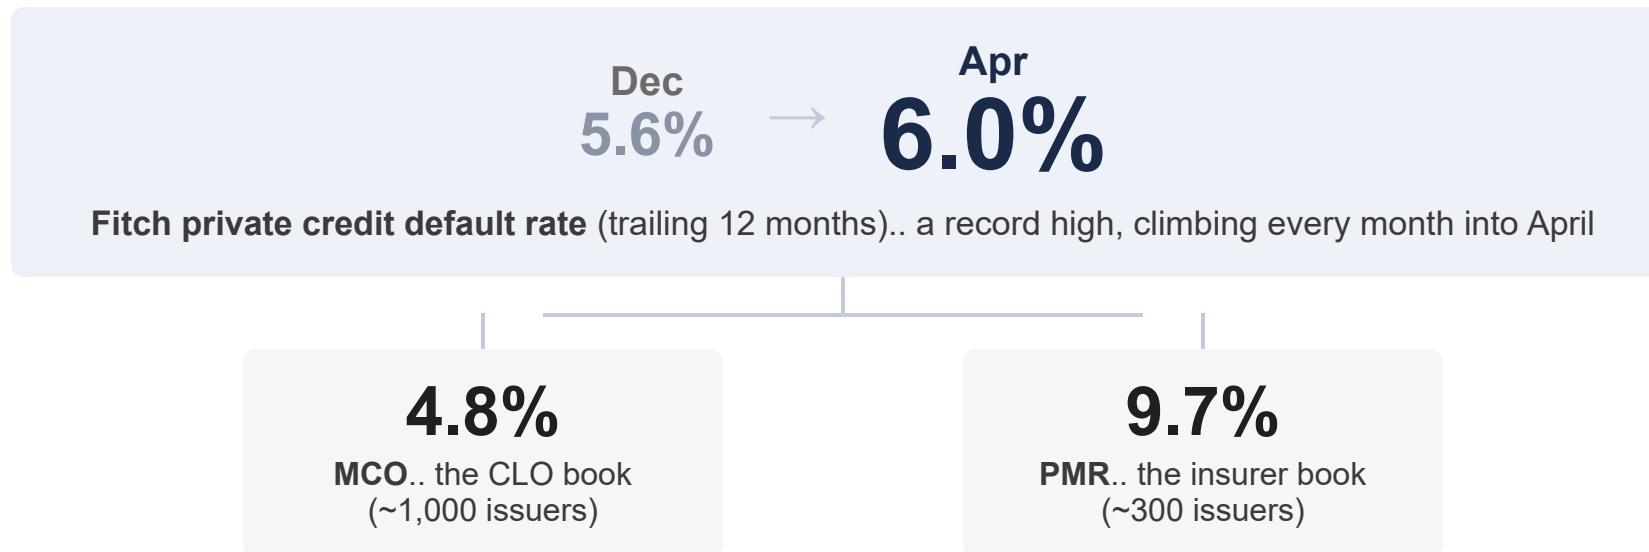 Dec
5.6%
→
Apr
6.0%
Fitch private credit default rate (trailing 12 months).. a record high, climbing every month into April
4.8%
MCO.. the CLO book
(~1,000 issuers)
9.7%
PMR.. the insurer book
(~300 issuers)